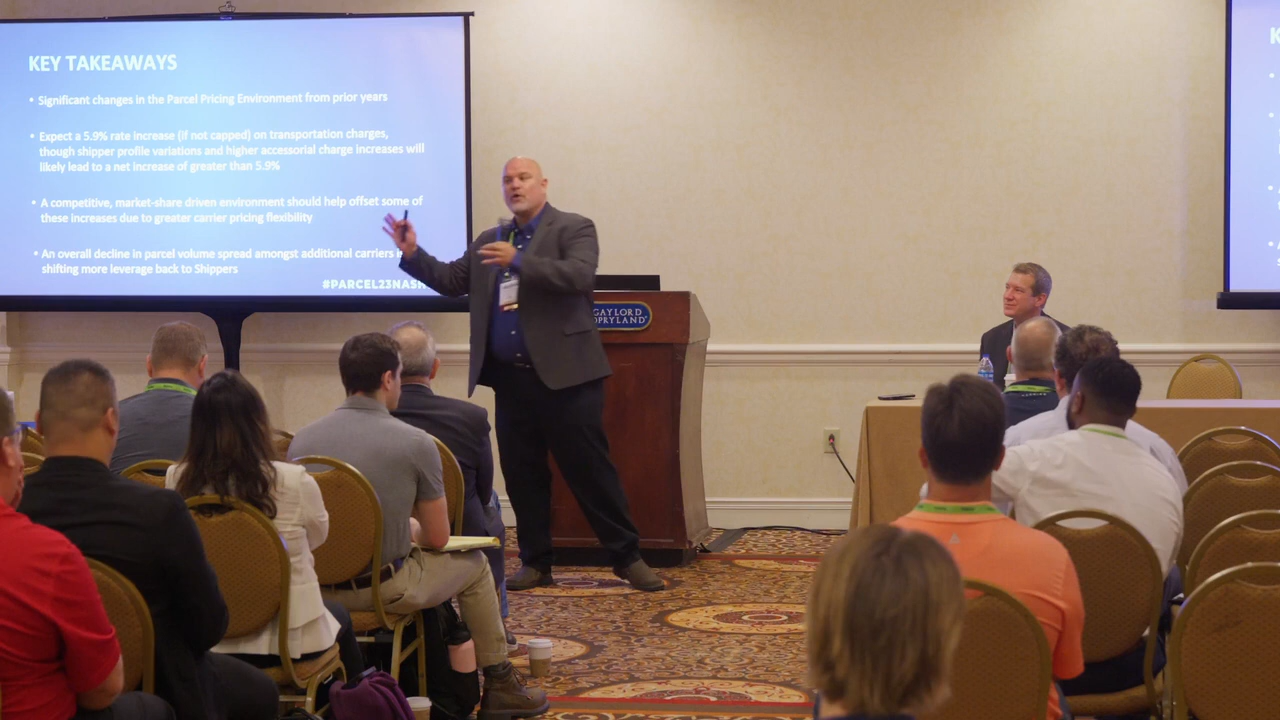 KEY TAKEAWAYS
• Significant changes in the Parcel Pricing Environment from prior years
• Expect a 5.9% rate increase (if not capped) on transportation charges,
though shipper profile variations and higher accessorial charge increases will
likely lead to a net increase of greater than 5.9%
• A competitive, market-share driven environment should help offset some of
these increases due to greater carrier pricing flexibility
• An overall decline in parcel volume spread amongst additional carriers
shifting more leverage back to Shippers
#PARCEL23NASH
GAYLORD
OPRYLAND
K